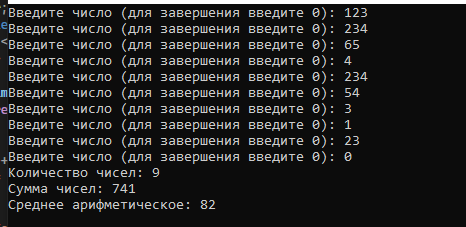 Введите число (для завершения введите 0): 123
Введите число (для завершения введите 0): 234
Введите число (для завершения введите 0): 65
Введите число (для завершения введите 0): 4
Введите число (для завершения введите 0): 234
Введите число (для завершения введите 0): 54
Введите число (для завершения введите 0): 3
Введите число (для завершения введите 0): 1
Введите число (для завершения введите 0): 23
Введите число (для завершения введите 0): 0
Количество чисел: 9
Сумма чисел: 741
Среднее арифметическое: 82